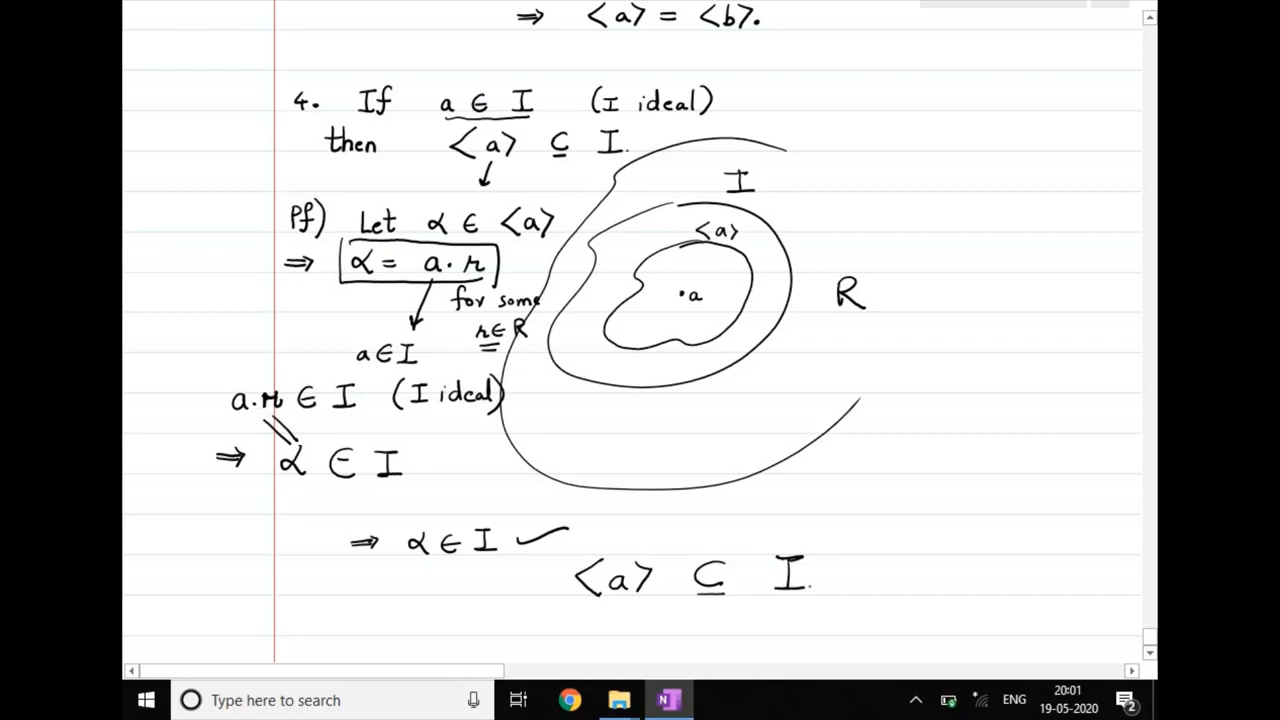 ⇒ <a> = <b>.
4. If a ∈ I (I ideal)
then <a> ⊆ I.
Pf) Let α ∈ <a>
⇒ α = a.r
for some
r ∈ R
a ∈ I
a.r ∈ I (I ideal)
⇒ α ∈ I
⇒ α ∈ I ✓
<a> ⊆ I.
I
<a>
.a
R
Type here to search
ENG
20:01
19-05-2020
2
N